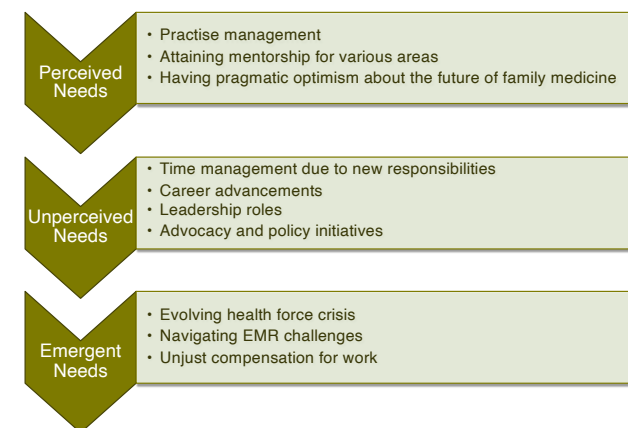 Perceived
Needs
• Practise management
• Attaining mentorship for various areas
• Having pragmatic optimism about the future of family medicine
Unperceived
Needs
• Time management due to new responsibilities
• Career advancements
• Leadership roles
• Advocacy and policy initiatives
Emergent
Needs
• Evolving health force crisis
• Navigating EMR challenges
• Unjust compensation for work